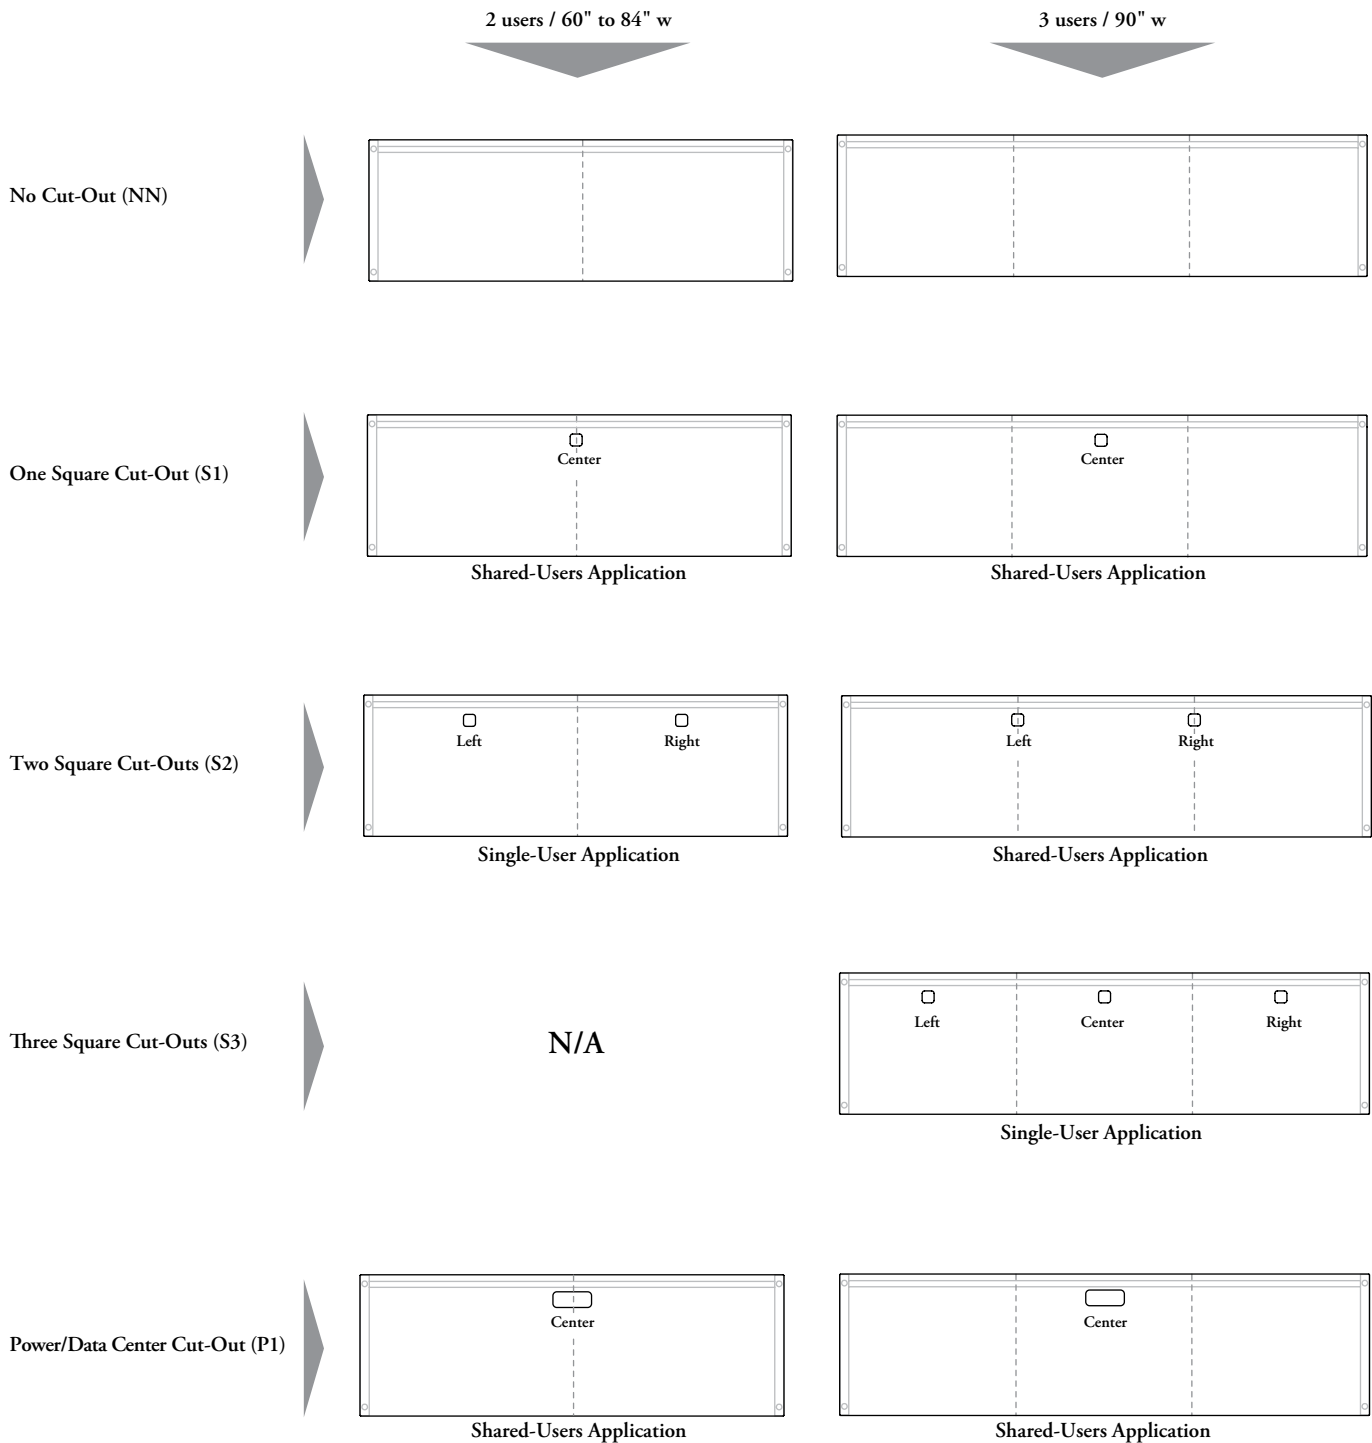 2 users / 60" to 84" w
3 users / 90" w
No Cut-Out (NN)
One Square Cut-Out (S1)
Center
Center
Shared-Users Application
Shared-Users Application
Two Square Cut-Outs (S2)
Left
Right
Left
Right
Single-User Application
Shared-Users Application
Three Square Cut-Outs (S3)
N/A
Left
Center
Right
Single-User Application
Power/Data Center Cut-Out (P1)
Center
Center
Shared-Users Application
Shared-Users Application